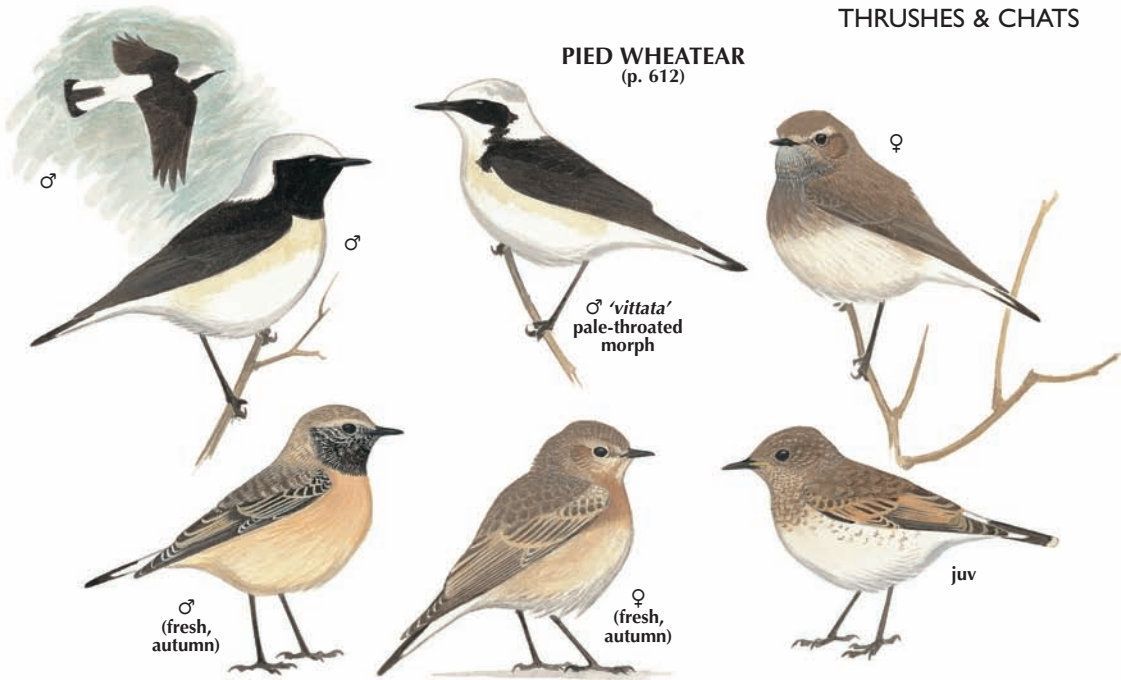 THRUSHES & CHATS
PIED WHEATEAR
(p. 612)
♂
♂
♂ ‘vittata’
pale-throated
morph
♀
♂
(fresh,
autumn)
♀
(fresh,
autumn)
juv